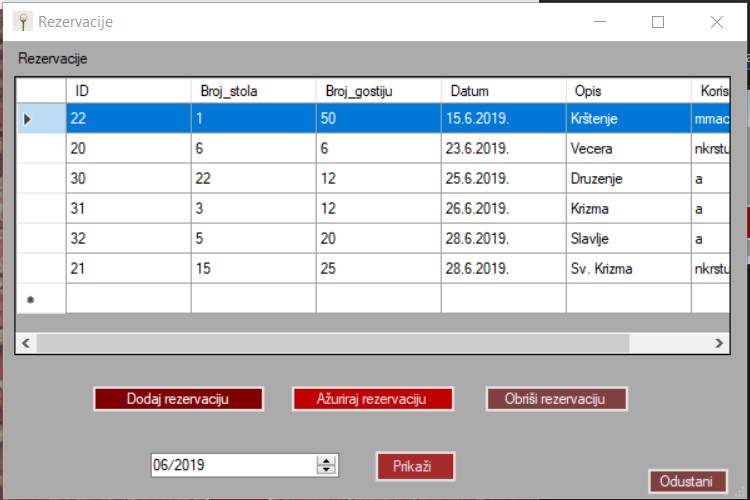 Rezervacije
Rezervacije
ID Broj_stola Broj_gostiju Datum Opis Koris
22 1 50 15.6.2019. Krštenje mmac
20 6 6 23.6.2019. Vecera nkrstu
30 22 12 25.6.2019. Druzenje a
31 3 12 26.6.2019. Krizma a
32 5 20 28.6.2019. Slavlje a
21 15 25 28.6.2019. Sv. Krizma nkrstu
Dodaj rezervaciju Ažuriraj rezervaciju Obriši rezervaciju
06/2019 Prikaži
Odustani